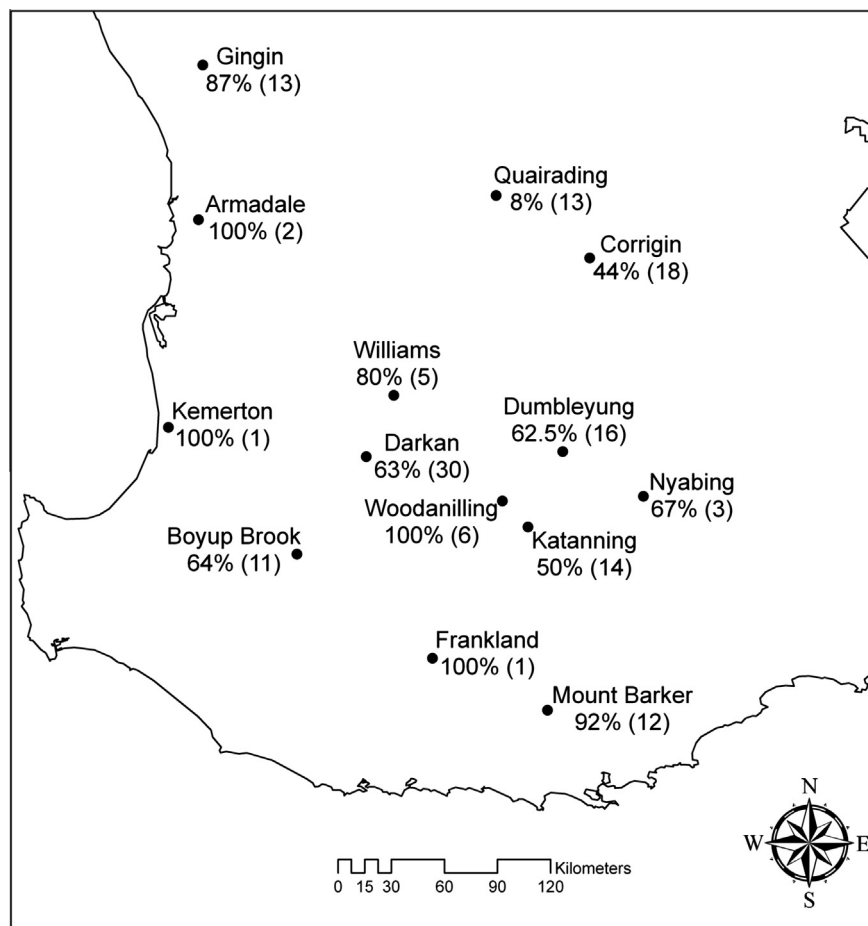 Gingin
87% (13)
Armadale
100% (2)
Quairading
8% (13)
Corrigin
44% (18)
Williams
80% (5)
Kemerton
100% (1)
Dumbleyung
62.5% (16)
Darkan
63% (30)
Nyabing
67% (3)
Woodanilling
100% (6)
Katanning
50% (14)
Boyup Brook
64% (11)
Frankland
100% (1)
Mount Barker
92% (12)
N
W E
S
Kilometers
0 15 30 60 90 120